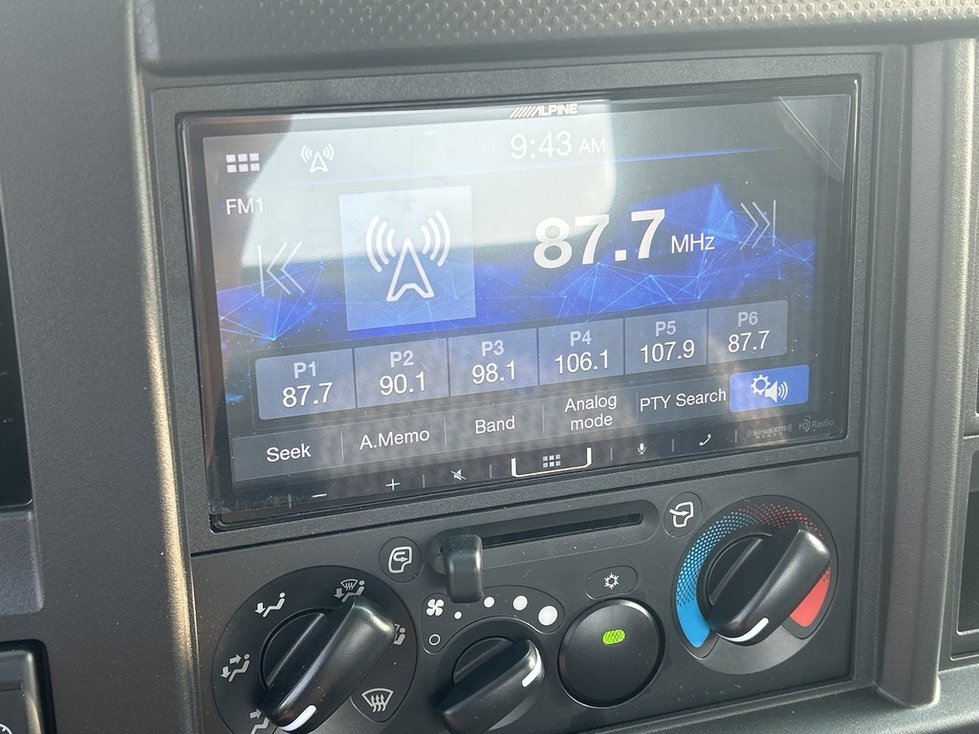 ALPINE
9:43 AM
FM1
87.7 MHz
P1 P2 P3 P4 P5 P6
87.7 90.1 98.1 106.1 107.9 87.7
Seek A.Memo Band Analog mode PTY Search
SiriusXM HD Radio